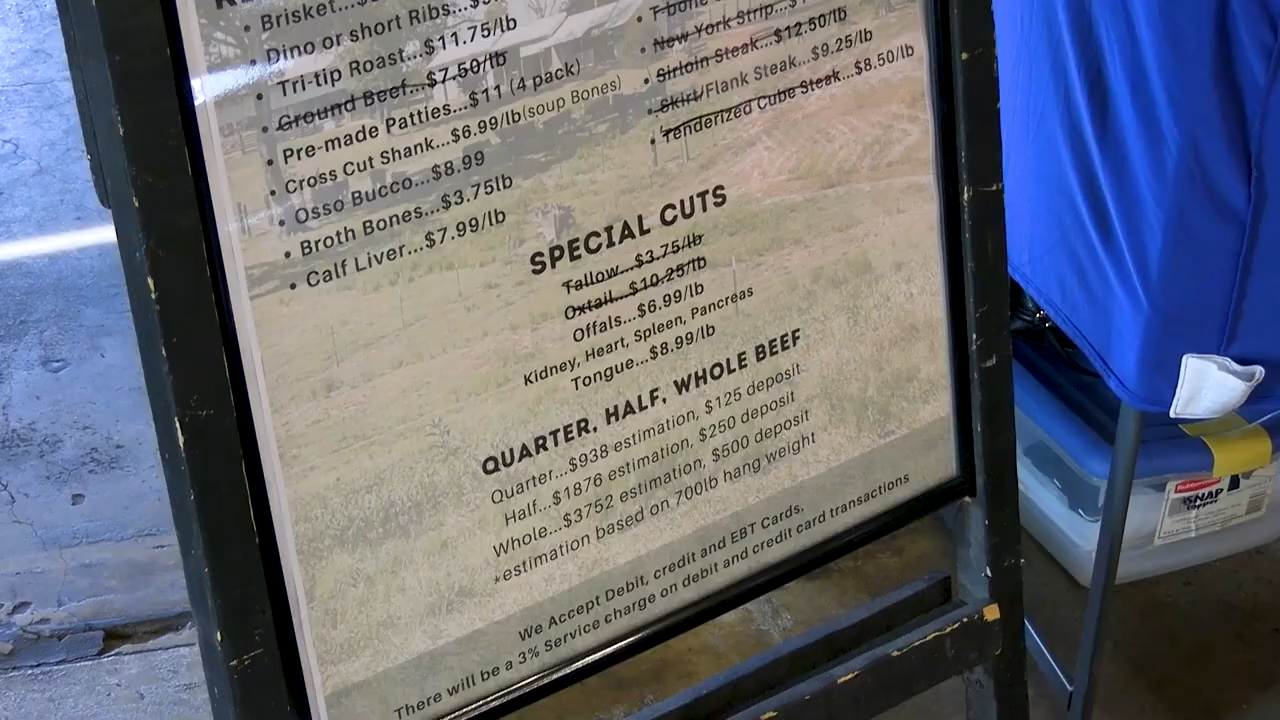 • Brisket...
• Dino or short Ribs...
• Tri-tip Roast...$11.75/lb
• Ground Beef...$7.50/lb
• Pre-made Patties...$11 (4 pack)
• Cross Cut Shank...$6.99/lb(soup Bones)
• Osso Bucco...$8.99
• Broth Bones...$3.75lb
• Calf Liver...$7.99/lb
• T-bone
• New York Strip...
• Sirloin Steak...$12.50/lb
• Skirt/Flank Steak...$9.25/lb
• Tenderized Cube Steak...$8.50/lb
SPECIAL CUTS
Tallow...$3.75/lb
Oxtail...$10.25/lb
Offals...$6.99/lb
Kidney, Heart, Spleen, Pancreas
Tongue...$8.99/lb
QUARTER, HALF, WHOLE BEEF
Quarter...$938 estimation, $125 deposit
Half...$1876 estimation, $250 deposit
Whole...$3752 estimation, $500 deposit
*estimation based on 700lb hang weight
We Accept Debit, credit and EBT Cards,
There will be a 3% Service charge on debit and credit card transactions
Rubbermaid
SNAP
topper